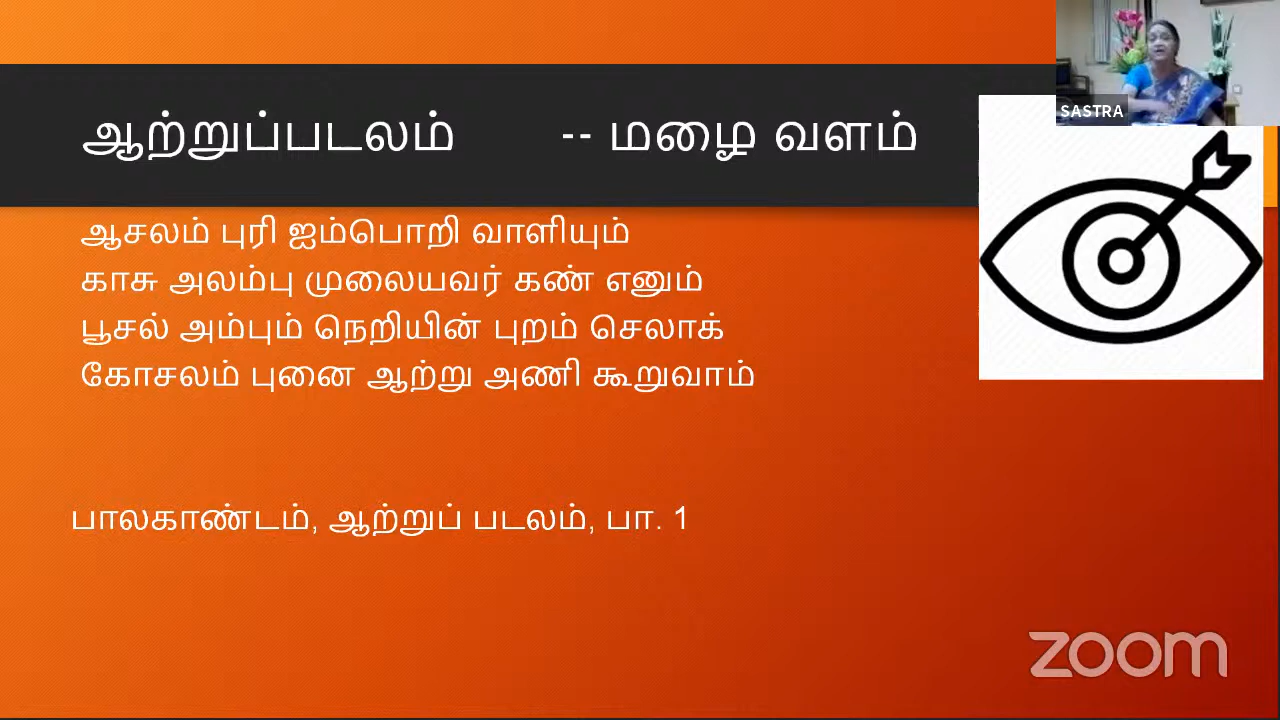 SASTRA
ஆற்றுப்படலம் -- மழை வளம்
ஆசலம் புரி ஐம்பொறி வாளியும்
காசு அலம்பு முலையவர் கண் எனும்
பூசல் அம்பும் நெறியின் புறம் செலாக்
கோசலம் புனை ஆற்று அணி கூறுவாம்
பாலகாண்டம், ஆற்றுப் படலம், பா. 1
zoom